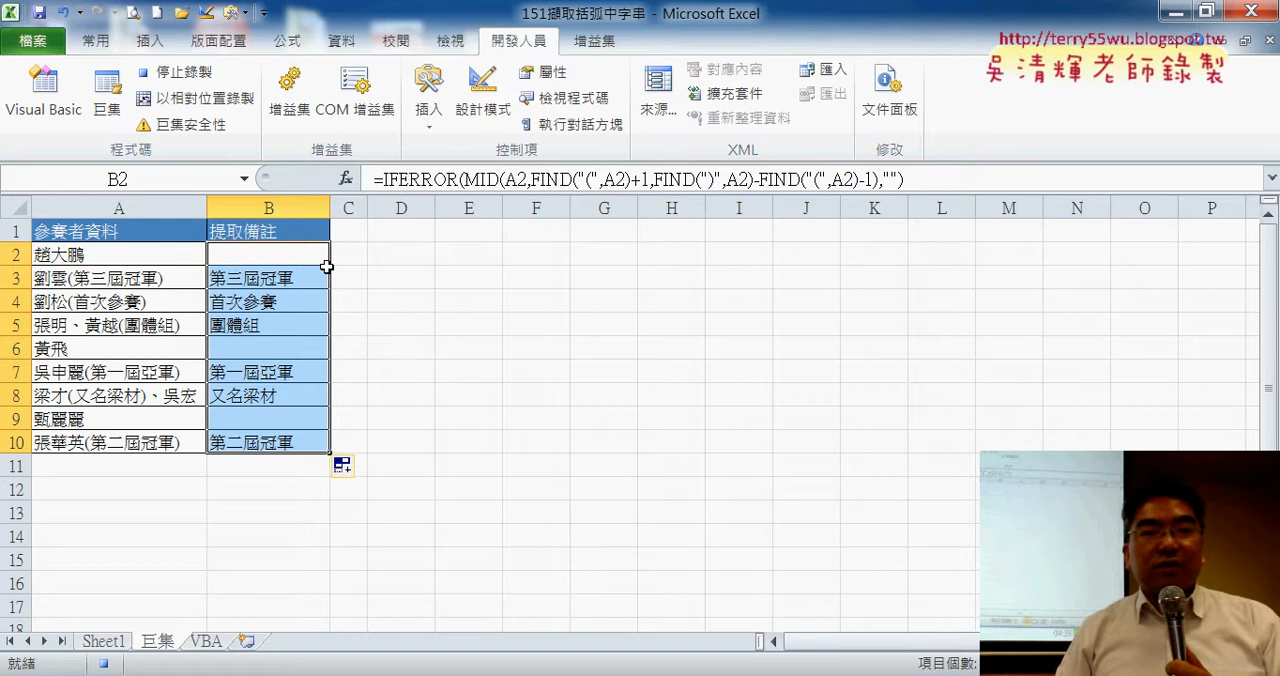 151擷取括弧中字串 - Microsoft Excel
檔案 常用 插入 版面配置 公式 資料 校閱 檢視 開發人員 增益集
http://terry55wu.blogspot.tw
吳清輝老師錄製
Visual Basic 巨集 停止錄製 以相對位置錄製 巨集安全性
增益集 COM 增益集
插入 設計模式 屬性 檢視程式碼 執行對話方塊
來源... 對應內容 擴充套件 重新整理資料 匯入 匯出
文件面板
程式碼 增益集 控制項 XML 修改
B2 fx =IFERROR(MID(A2,FIND("(",A2)+1,FIND(")",A2)-FIND("(",A2)-1),"")
A B C D E F G H I J K L M N O P
1 參賽者資料 提取備註
2 趙大鵬
3 劉雲(第三屆冠軍) 第三屆冠軍
4 劉松(首次參賽) 首次參賽
5 張明、黃越(團體組) 團體組
6 黃飛
7 吳申麗(第一屆亞軍) 第一屆亞軍
8 梁才(又名梁材)、吳宏 又名梁材
9 甄麗麗
10 張華英(第二屆冠軍) 第二屆冠軍
11
12
13
14
15
16
17
18
Sheet1 巨集 VBA
就緒 項目個數: